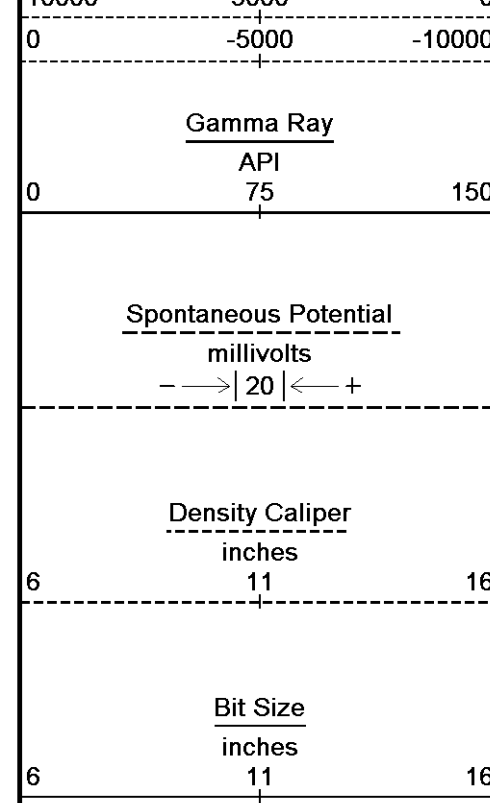 0 -5000 -10000
Gamma Ray
API
0 75 150
Spontaneous Potential
millivolts
− ⟶| 20 |⟵ +
Density Caliper
inches
6 11 16
Bit Size
inches
6 11 16